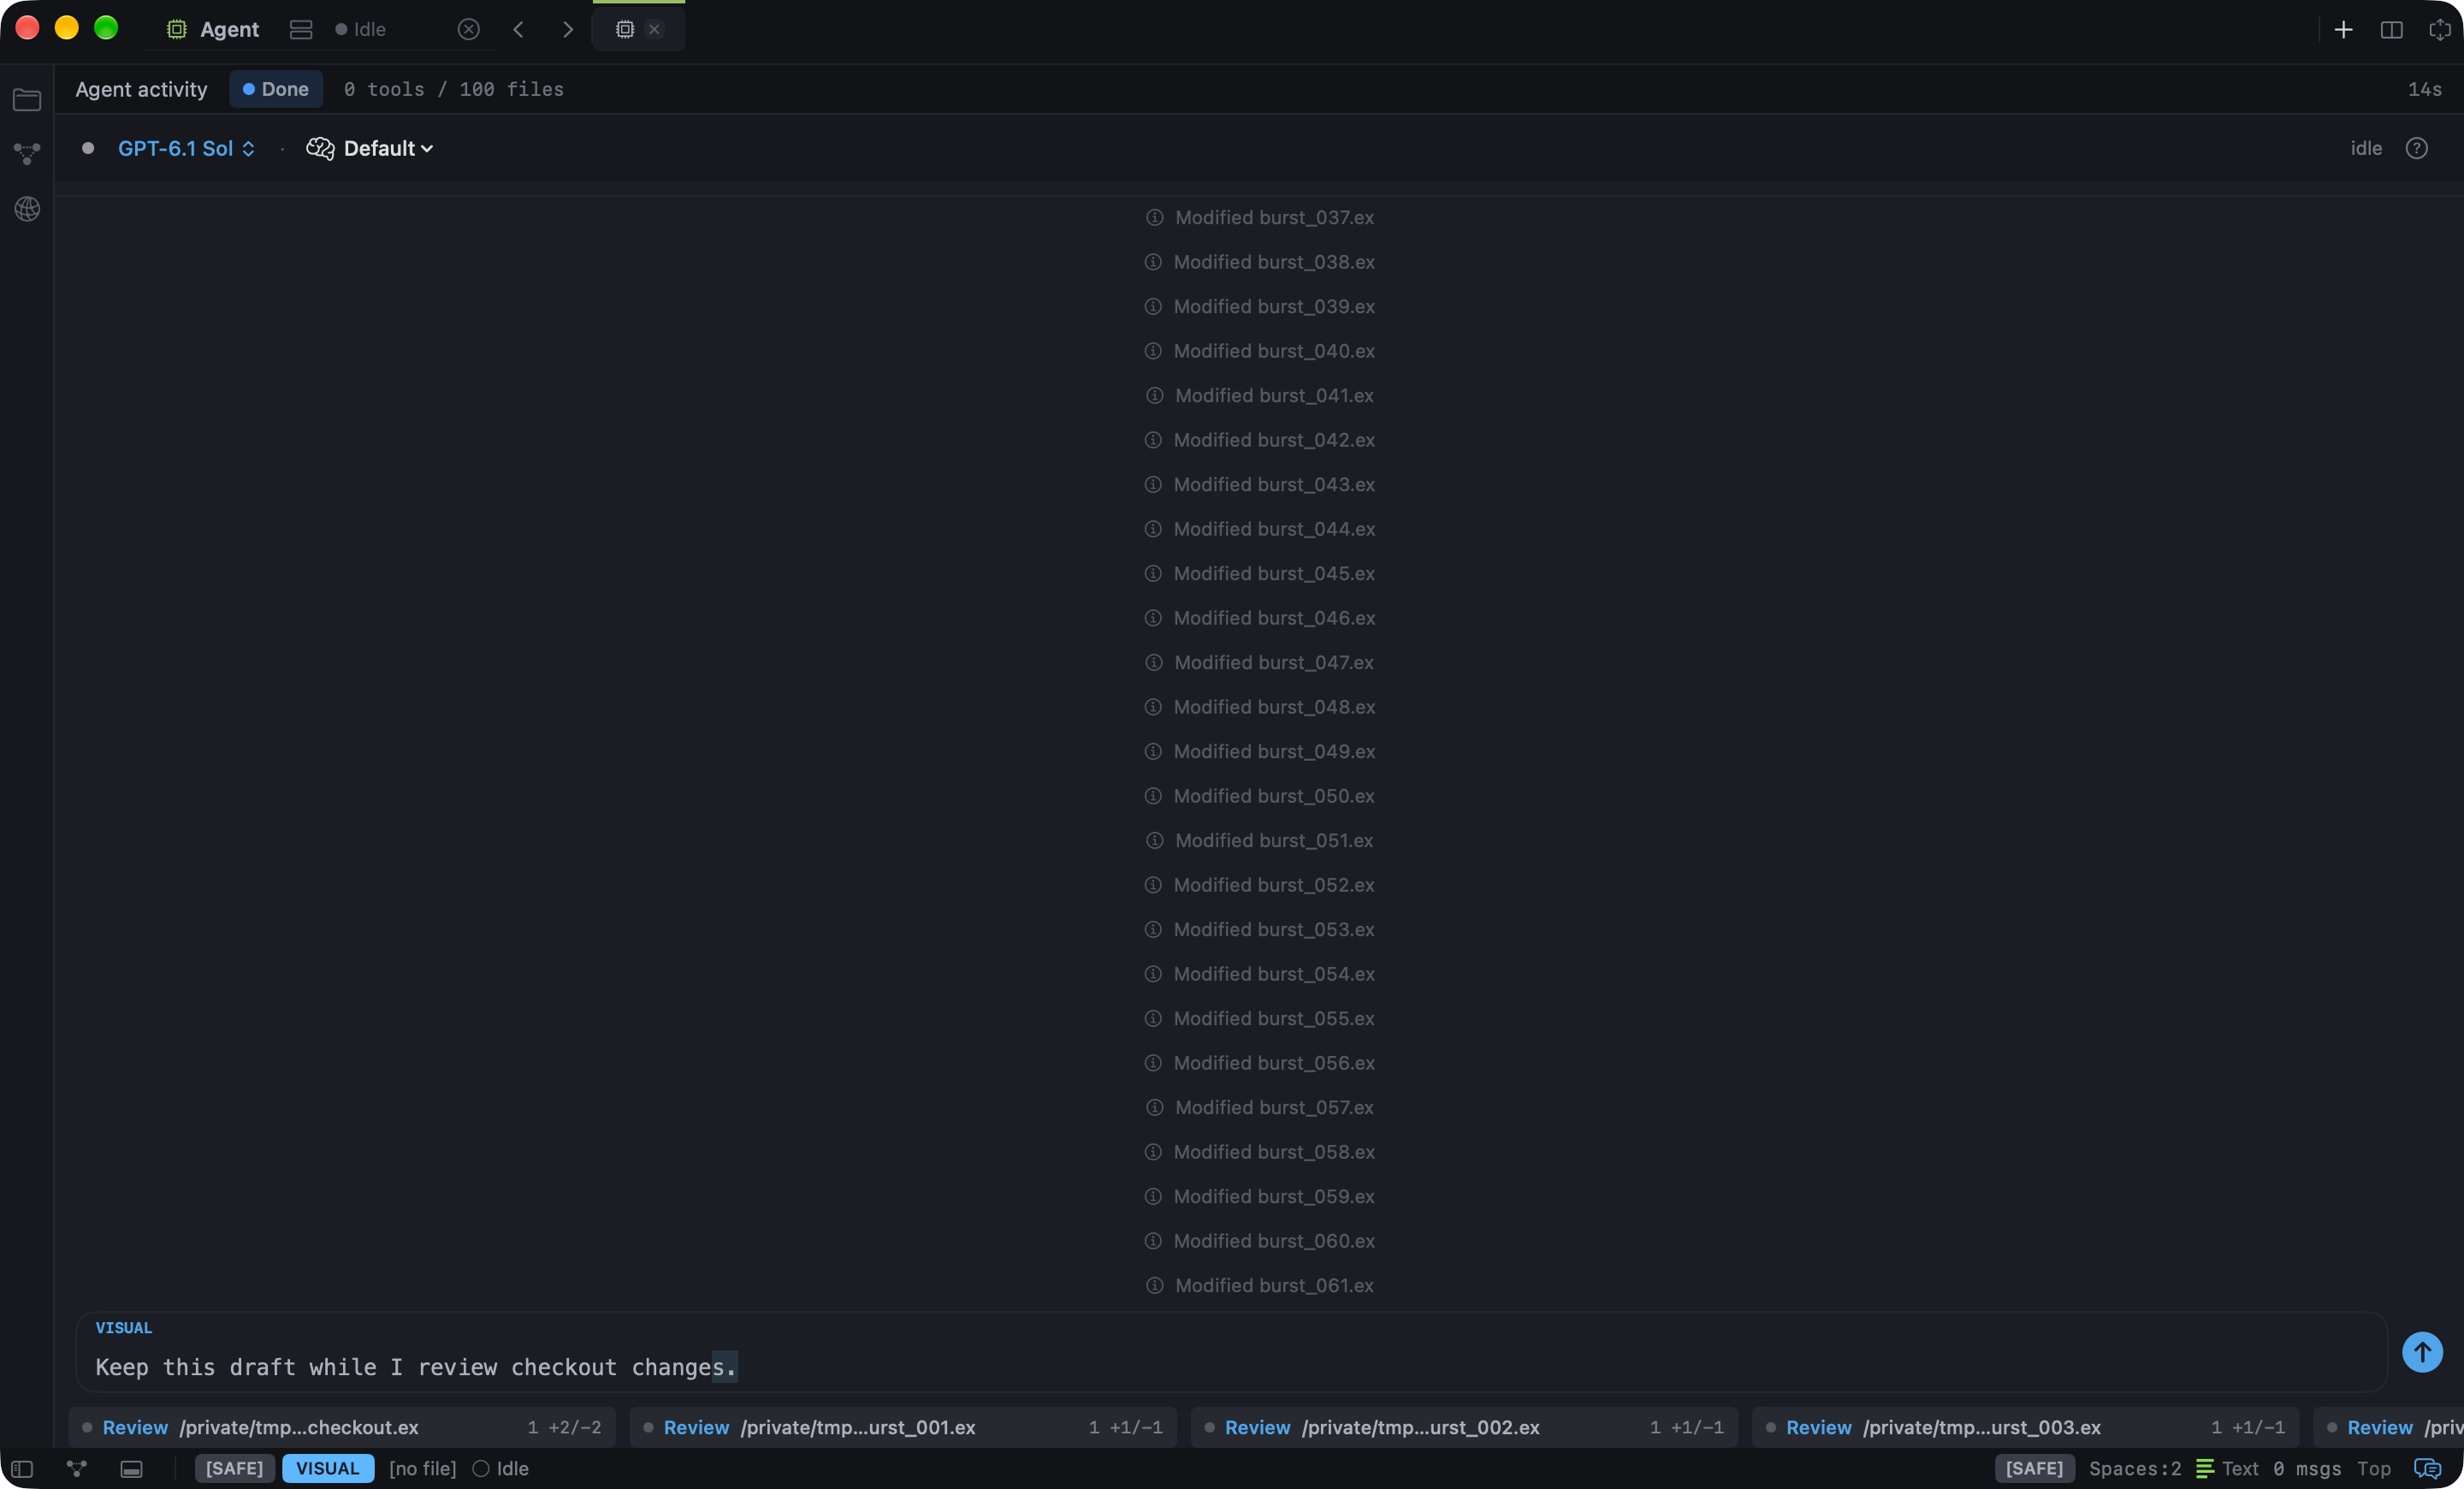 Agent Idle
Agent activity Done 0 tools / 100 files 14s
GPT-6.1 Sol · Default idle
Modified burst_037.ex
Modified burst_038.ex
Modified burst_039.ex
Modified burst_040.ex
Modified burst_041.ex
Modified burst_042.ex
Modified burst_043.ex
Modified burst_044.ex
Modified burst_045.ex
Modified burst_046.ex
Modified burst_047.ex
Modified burst_048.ex
Modified burst_049.ex
Modified burst_050.ex
Modified burst_051.ex
Modified burst_052.ex
Modified burst_053.ex
Modified burst_054.ex
Modified burst_055.ex
Modified burst_056.ex
Modified burst_057.ex
Modified burst_058.ex
Modified burst_059.ex
Modified burst_060.ex
Modified burst_061.ex
VISUAL
Keep this draft while I review checkout changes.
Review /private/tmp...checkout.ex 1 +2/−2 Review /private/tmp...urst_001.ex 1 +1/−1 Review /private/tmp...urst_002.ex 1 +1/−1 Review /private/tmp...urst_003.ex 1 +1/−1 Review /priv
[SAFE] VISUAL [no file] Idle [SAFE] Spaces:2 Text 0 msgs Top